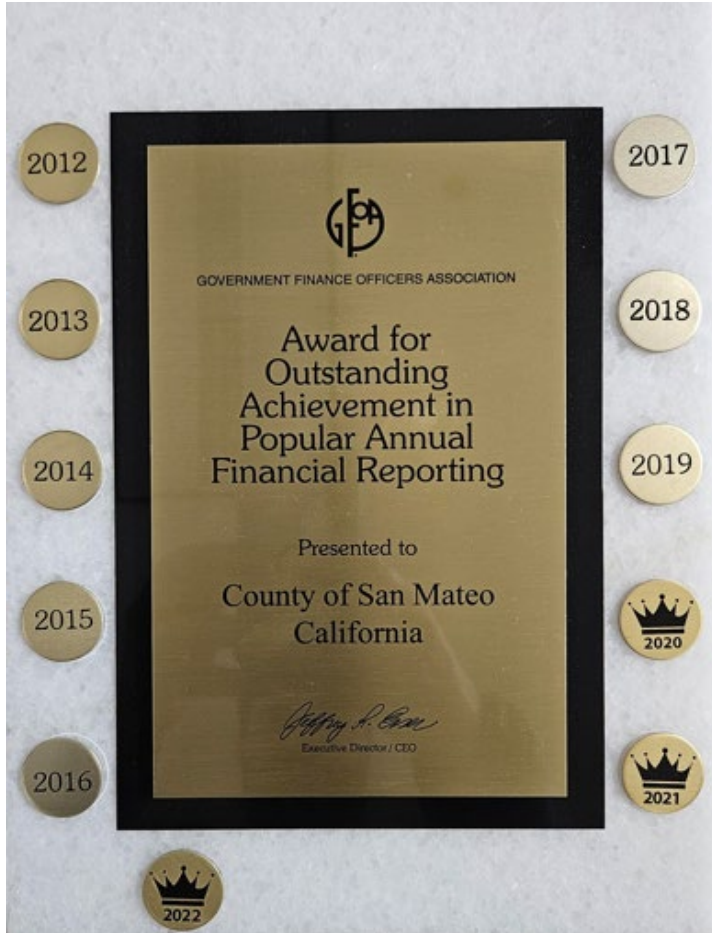 GFOA
GOVERNMENT FINANCE OFFICERS ASSOCIATION
Award for
Outstanding
Achievement in
Popular Annual
Financial Reporting
Presented to
County of San Mateo
California
Executive Director / CEO
2012
2013
2014
2015
2016
2017
2018
2019
2020
2021
2022